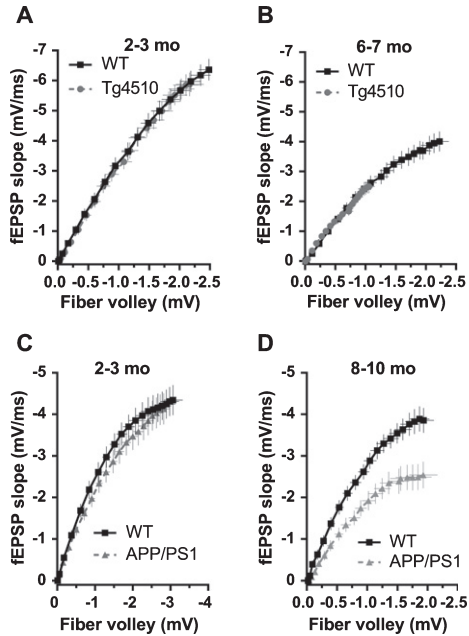 A
2-3 mo
-7
-6
-5
-4
-3
-2
-1
0
WT
Tg4510
fEPSP slope (mV/ms)
0.0 -0.5 -1.0 -1.5 -2.0 -2.5
Fiber volley (mV)
B
6-7 mo
-7
-6
-5
-4
-3
-2
-1
0
WT
Tg4510
fEPSP slope (mV/ms)
0.0 -0.5 -1.0 -1.5 -2.0 -2.5
Fiber volley (mV)
C
2-3 mo
-5
-4
-3
-2
-1
0
WT
APP/PS1
fEPSP slope (mV/ms)
0 -1 -2 -3 -4
Fiber volley (mV)
D
8-10 mo
-5
-4
-3
-2
-1
0
WT
APP/PS1
fEPSP slope (mV/ms)
0.0 -0.5 -1.0 -1.5 -2.0 -2.5
Fiber volley (mV)